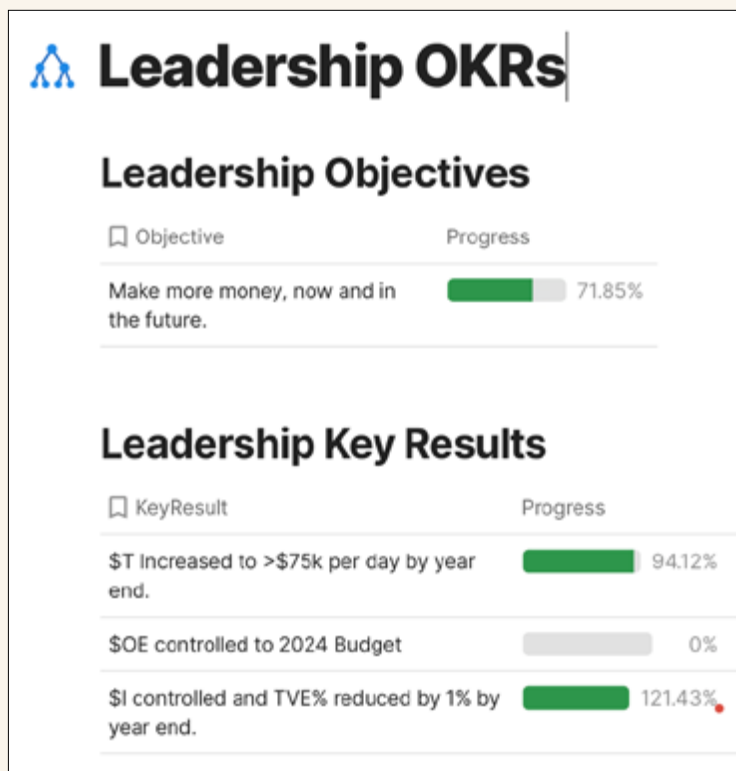 Leadership OKRs
Leadership Objectives
Objective Progress
Make more money, now and in
the future.
71.85%
Leadership Key Results
KeyResult Progress
$T Increased to >$75k per day by year
end.
94.12%
$OE controlled to 2024 Budget 0%
$I controlled and TVE% reduced by 1% by
year end.
121.43%